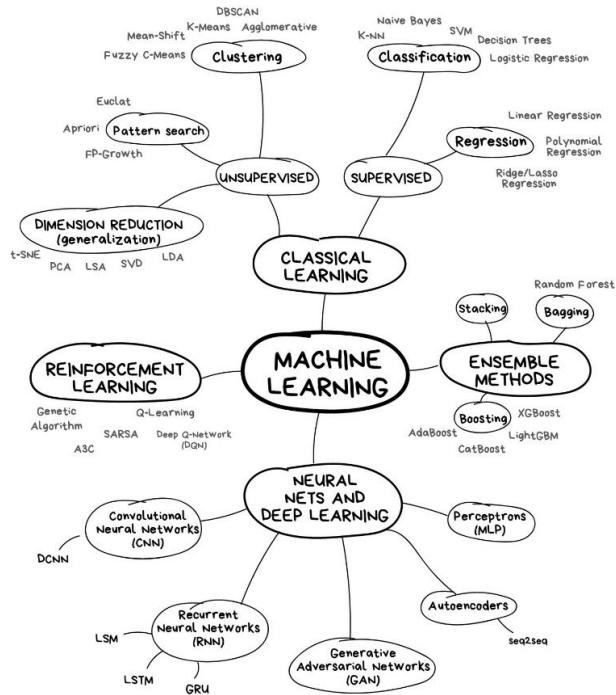 DBSCAN
K-Means Agglomerative
Mean-Shift
Fuzzy C-Means
Clustering
Naive Bayes
SVM
K-NN
Decision Trees
Classification
Logistic Regression
Euclat
Apriori
Pattern search
FP-Growth
Linear Regression
Regression
Polynomial
Regression
Ridge/Lasso
Regression
UNSUPERVISED
SUPERVISED
DIMENSION REDUCTION
(generalization)
t-SNE
PCA
LSA
SVD
LDA
CLASSICAL
LEARNING
Random Forest
Stacking
Bagging
MACHINE
LEARNING
REINFORCEMENT
LEARNING
ENSEMBLE
METHODS
Genetic
Algorithm
Q-Learning
SARSA
Deep Q-Network
(DQN)
A3C
Boosting
XGBoost
AdaBoost
LightGBM
CatBoost
NEURAL
NETS AND
DEEP LEARNING
Convolutional
Neural Networks
(CNN)
DCNN
Perceptrons
(MLP)
Autoencoders
seq2seq
Recurrent
Neural Networks
(RNN)
LSM
LSTM
GRU
Generative
Adversarial Networks
(GAN)